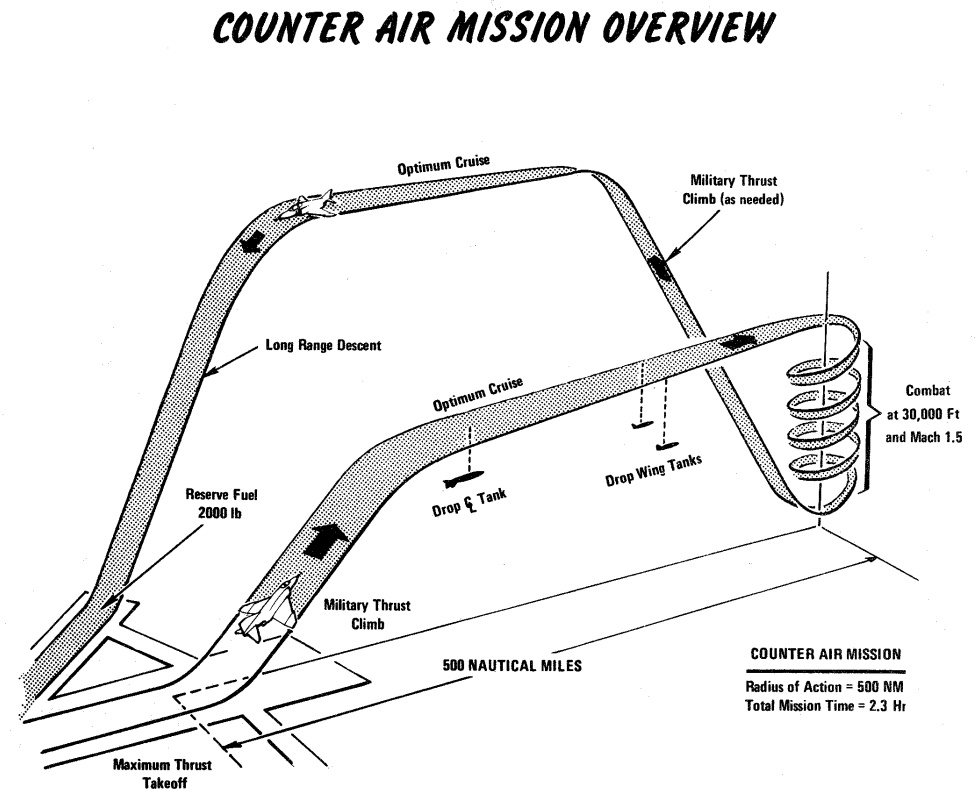 COUNTER AIR MISSION OVERVIEW
Optimum Cruise
Military Thrust
Climb (as needed)
Long Range Descent
Optimum Cruise
Combat
at 30,000 Ft
and Mach 1.5
Drop Wing Tanks
Drop ℄ Tank
Reserve Fuel
2000 lb
Military Thrust
Climb
500 NAUTICAL MILES
COUNTER AIR MISSION
Radius of Action = 500 NM
Total Mission Time = 2.3 Hr
Maximum Thrust
Takeoff